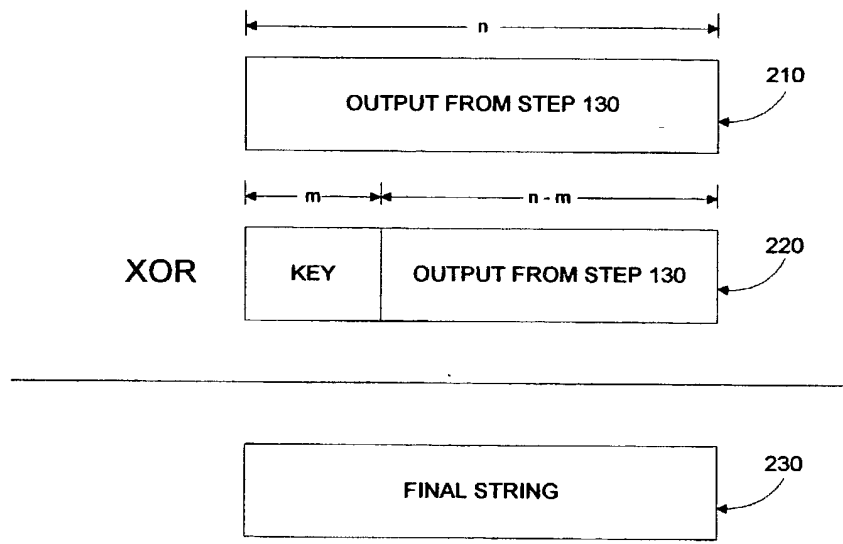 n
OUTPUT FROM STEP 130
210
m
n - m
XOR
KEY
OUTPUT FROM STEP 130
220
FINAL STRING
230